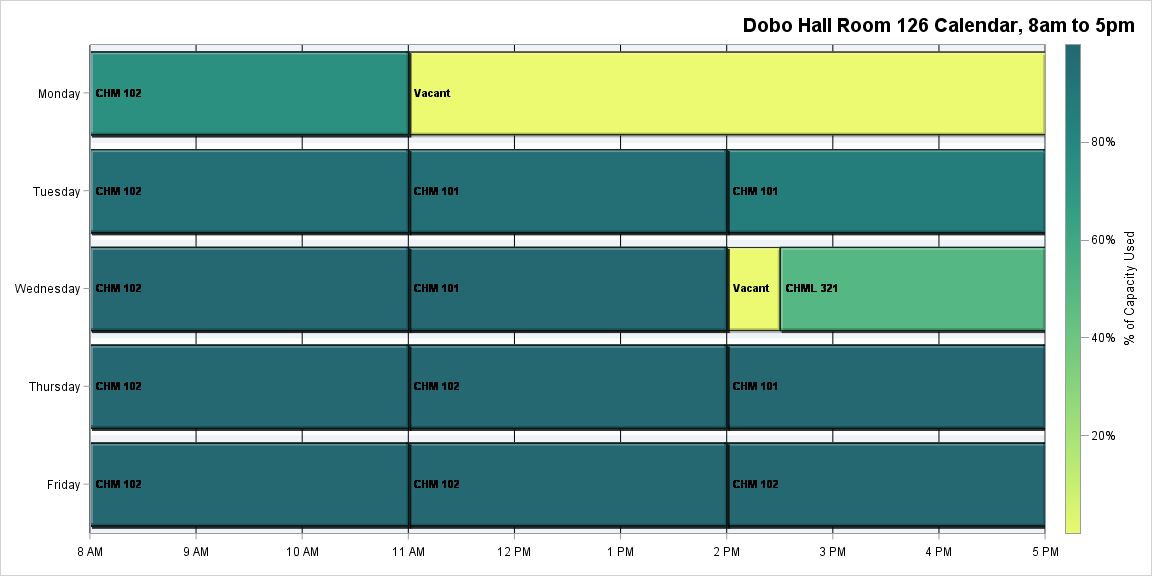 Dobo Hall Room 126 Calendar, 8am to 5pm
Monday
CHM 102
Vacant
Tuesday
CHM 102
CHM 101
CHM 101
Wednesday
CHM 102
CHM 101
Vacant
CHML 321
Thursday
CHM 102
CHM 102
CHM 101
Friday
CHM 102
CHM 102
CHM 102
8 AM
9 AM
10 AM
11 AM
12 PM
1 PM
2 PM
3 PM
4 PM
5 PM
80%
60%
40%
20%
% of Capacity Used